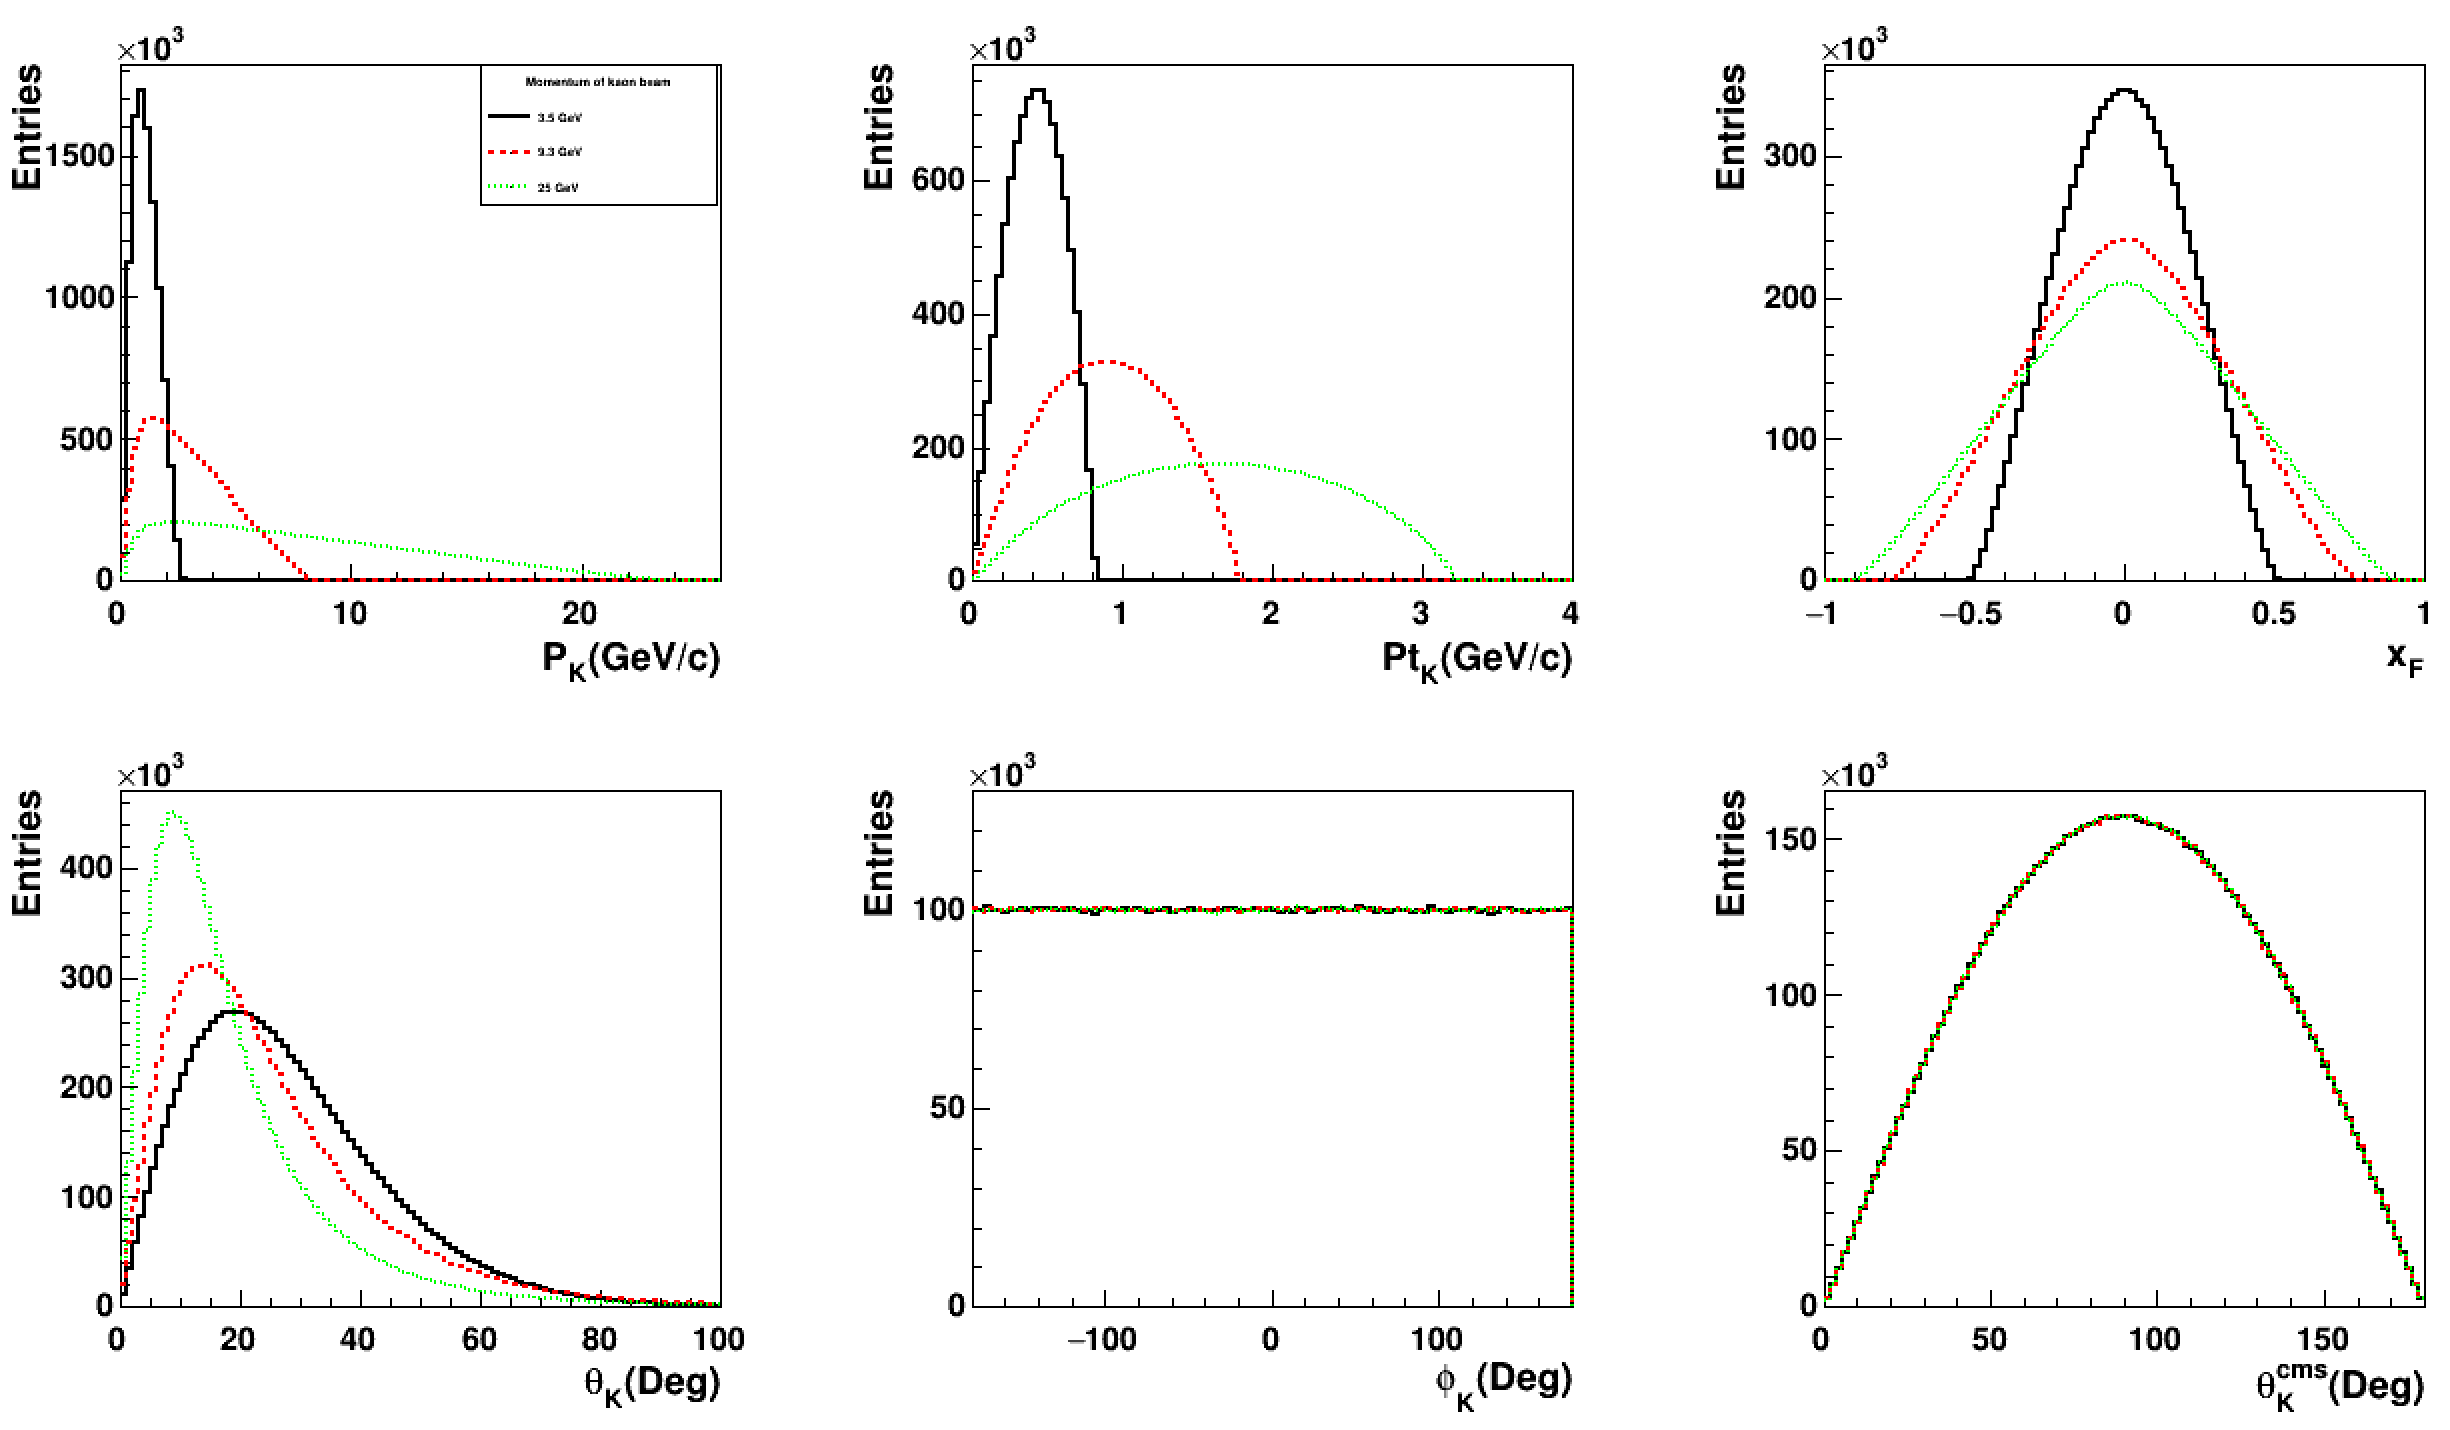 ×10³
Entries
1500
1000
500
0
0 10 20
P_K(GeV/c)
Momentum of kaon beam
3.5 GeV
9.3 GeV
25 GeV
×10³
Entries
600
400
200
0
0 1 2 3 4
Pt_K(GeV/c)
×10³
Entries
300
200
100
0
−1 −0.5 0 0.5 1
x_F
×10³
Entries
400
300
200
100
0
0 20 40 60 80 100
θ_K(Deg)
×10³
Entries
100
50
0
−100 0 100
ϕ_K(Deg)
×10³
Entries
150
100
50
0
0 50 100 150
θ_K^cms(Deg)